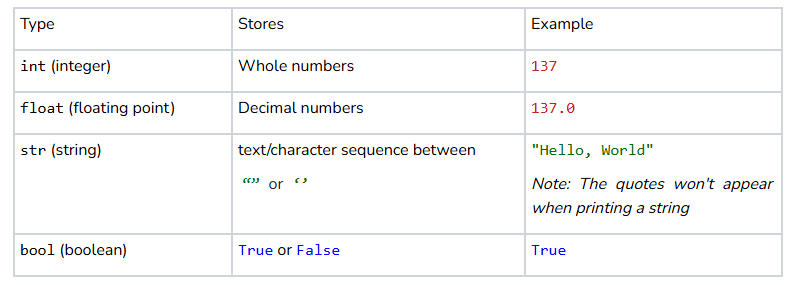 Type Stores Example
int (integer) Whole numbers 137
float (floating point) Decimal numbers 137.0
str (string) text/character sequence between "Hello, World"
“” or ‘’ Note: The quotes won't appear
when printing a string
bool (boolean) True or False True